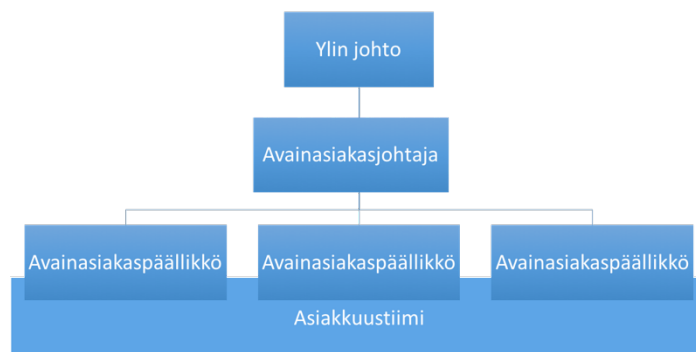 Ylin johto
Avainasiakasjohtaja
Avainasiakaspäällikkö
Avainasiakaspäällikkö
Avainasiakaspäällikkö
Asiakkuustiimi